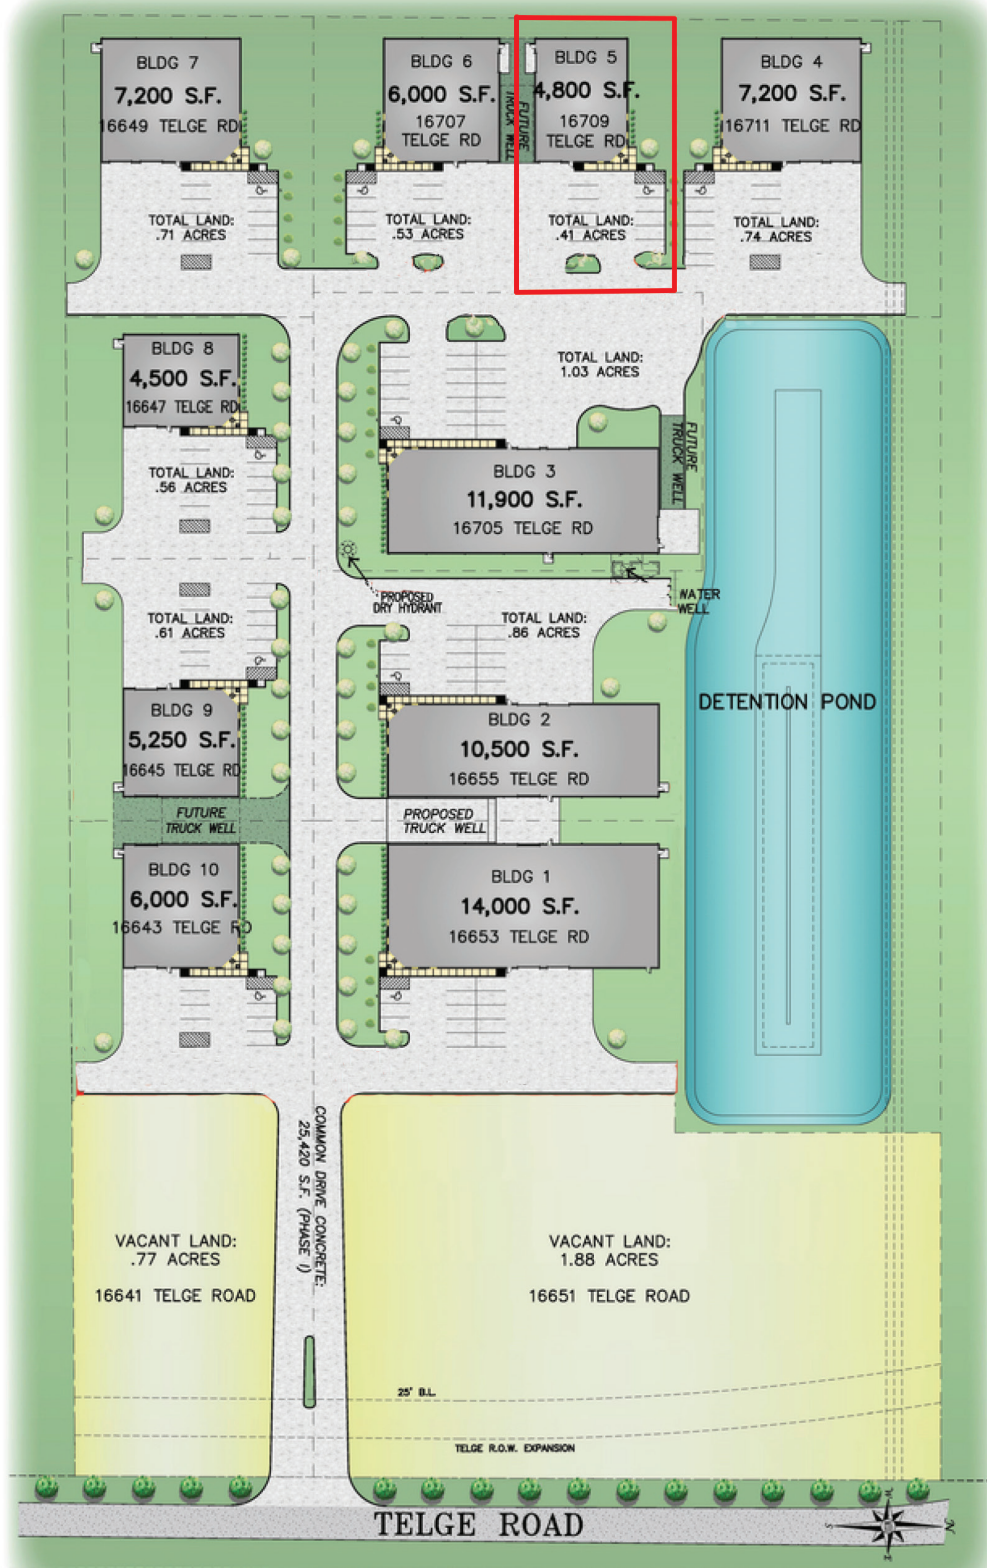 BLDG 7
7,200 S.F.
16649 TELGE RD
BLDG 6
6,000 S.F.
16707
TELGE RD
FUTURE
TRUCK WELL
BLDG 5
4,800 S.F.
16709
TELGE RD
BLDG 4
7,200 S.F.
16711 TELGE RD
TOTAL LAND:
.71 ACRES
TOTAL LAND:
.53 ACRES
TOTAL LAND:
.41 ACRES
TOTAL LAND:
.74 ACRES
BLDG 8
4,500 S.F.
16647 TELGE RD
TOTAL LAND:
1.03 ACRES
TOTAL LAND:
.56 ACRES
BLDG 3
11,900 S.F.
16705 TELGE RD
FUTURE
TRUCK WELL
PROPOSED
DRY HYDRANT
WATER
WELL
TOTAL LAND:
.61 ACRES
TOTAL LAND:
.86 ACRES
DETENTION POND
BLDG 9
5,250 S.F.
16645 TELGE RD
BLDG 2
10,500 S.F.
16655 TELGE RD
FUTURE
TRUCK WELL
PROPOSED
TRUCK WELL
BLDG 10
6,000 S.F.
16643 TELGE RD
BLDG 1
14,000 S.F.
16653 TELGE RD
COMMON DRIVE CONCRETE:
25,420 S.F. (PHASE I)
VACANT LAND:
.77 ACRES
16641 TELGE ROAD
VACANT LAND:
1.88 ACRES
16651 TELGE ROAD
25' B.L.
TELGE R.O.W. EXPANSION
TELGE ROAD
N